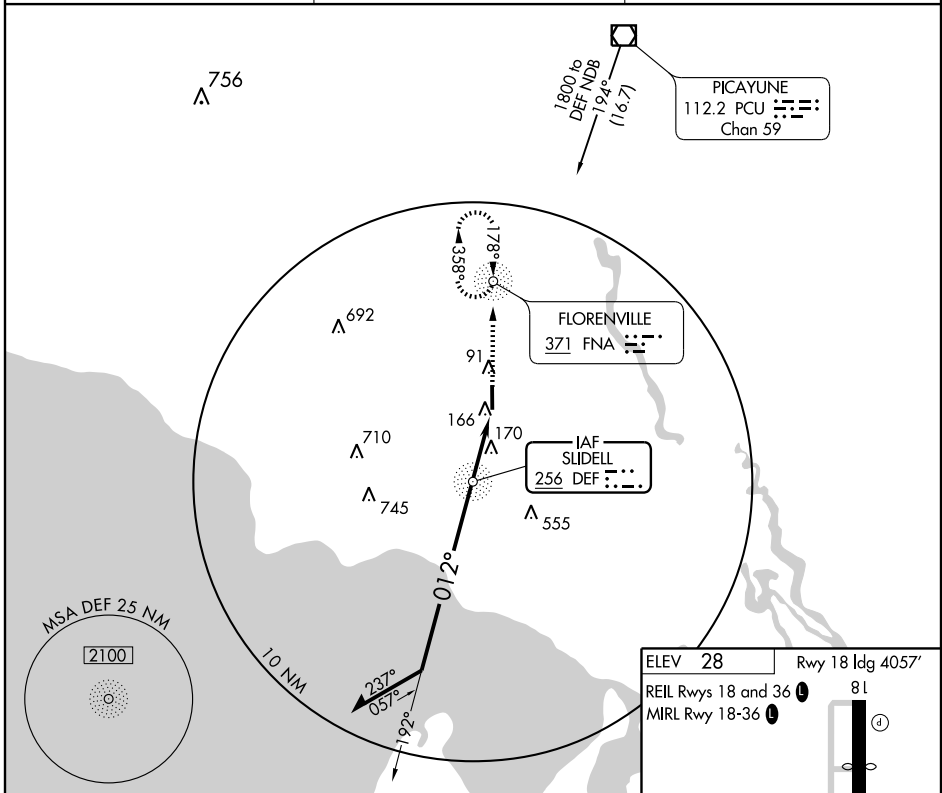 756
1800 to
DEF NDB
194°
(16.7)
PICAYUNE
112.2 PCU
Chan 59
178°
358°
692
FLORENVILLE
371 FNA
91
166
170
710
IAF
SLIDELL
256 DEF
745
555
012°
MSA DEF 25 NM
2100
10 NM
237°
057°
192°
ELEV 28
Rwy 18 ldg 4057'
REIL Rwys 18 and 36 L
MIRL Rwy 18-36 L
18
P